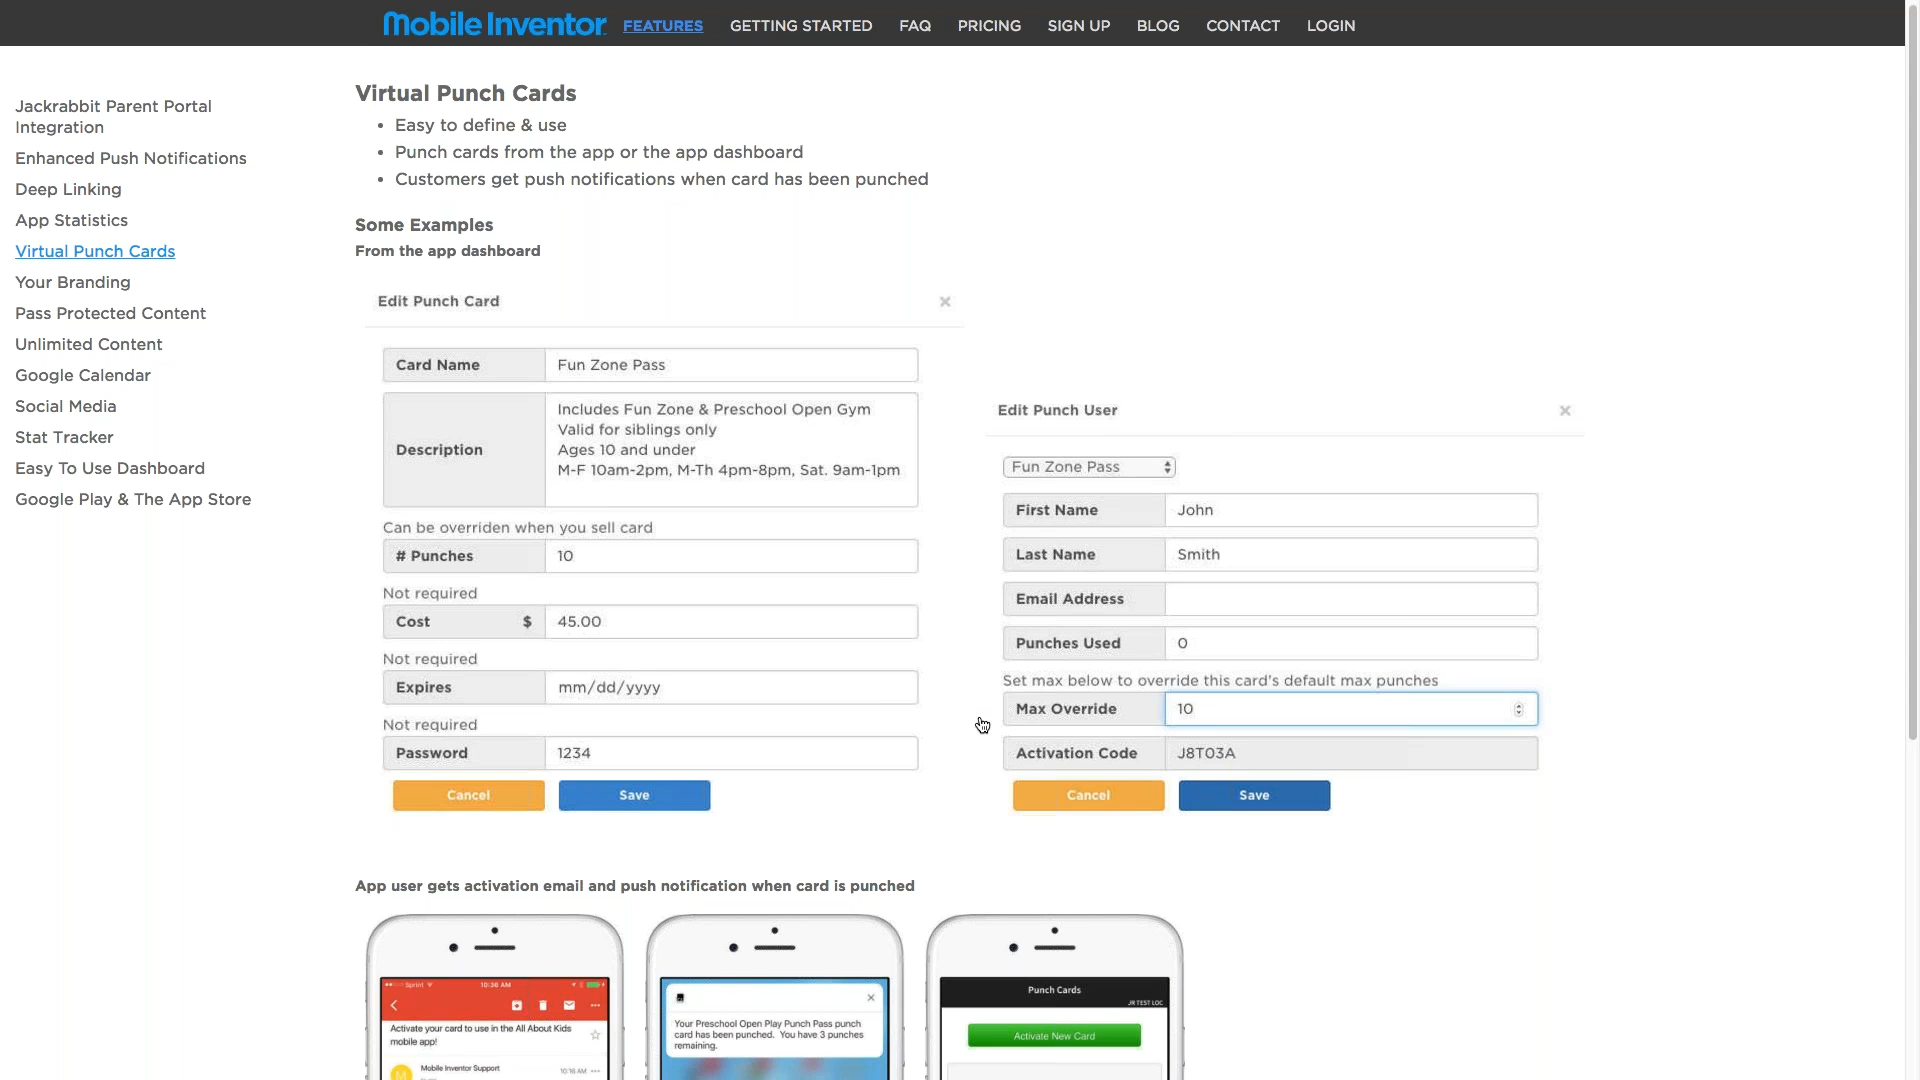 Mobile Inventor FEATURES GETTING STARTED FAQ PRICING SIGN UP BLOG CONTACT LOGIN
Jackrabbit Parent Portal
Integration
Enhanced Push Notifications
Deep Linking
App Statistics
Virtual Punch Cards
Your Branding
Pass Protected Content
Unlimited Content
Google Calendar
Social Media
Stat Tracker
Easy To Use Dashboard
Google Play & The App Store
Virtual Punch Cards
• Easy to define & use
• Punch cards from the app or the app dashboard
• Customers get push notifications when card has been punched
Some Examples
From the app dashboard
Edit Punch Card ×
Card Name Fun Zone Pass
Description
Includes Fun Zone & Preschool Open Gym
Valid for siblings only
Ages 10 and under
M-F 10am-2pm, M-Th 4pm-8pm, Sat. 9am-1pm
Can be overriden when you sell card
# Punches 10
Not required
Cost $ 45.00
Not required
Expires mm/dd/yyyy
Not required
Password 1234
Cancel Save
Edit Punch User ×
Fun Zone Pass
First Name John
Last Name Smith
Email Address
Punches Used 0
Set max below to override this card's default max punches
Max Override 10
Activation Code J8T03A
Cancel Save
App user gets activation email and push notification when card is punched
Sprint 10:36 AM
Activate your card to use in the All About Kids
mobile app!
M Mobile Inventor Support 10:16 AM
Your Preschool Open Play Punch Pass punch
card has been punched. You have 3 punches
remaining.
Punch Cards
JR TEST LOC
Activate New Card